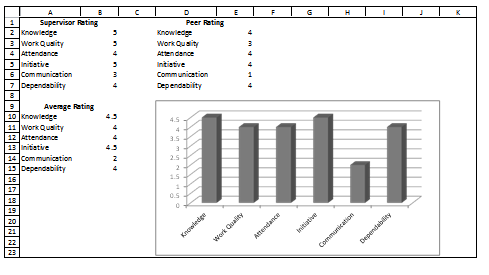 A B C D E F G H I J K
1 Supervisor Rating Peer Rating
2 Knowledge 5 Knowledge 4
3 Work Quality 5 Work Quality 3
4 Attendance 4 Attendance 4
5 Initiative 5 Initiative 4
6 Communication 3 Communication 1
7 Dependability 4 Dependability 4
8
9 Average Rating
10 Knowledge 4.5
11 Work Quality 4
12 Attendance 4
13 Initiative 4.5
14 Communication 2
15 Dependability 4
16
17
18
19
20
21
22
23
4.5
4
3.5
3
2.5
2
1.5
1
0.5
0
Knowledge
Work Quality
Attendance
Initiative
Communication
Dependability